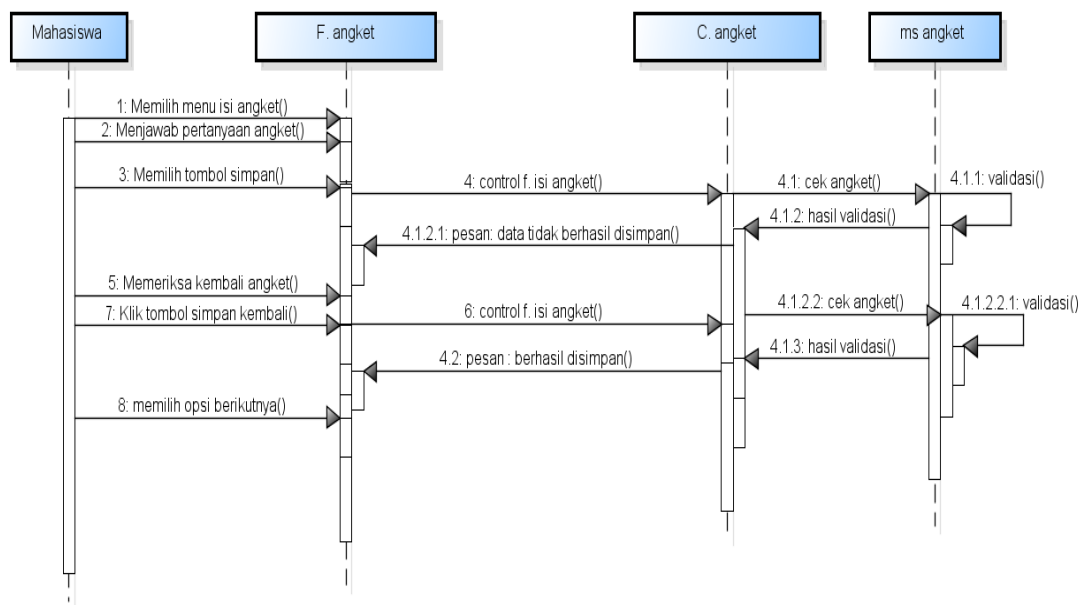 Mahasiswa
F. angket
C. angket
ms angket
1: Memilih menu isi angket()
2: Menjawab pertanyaan angket()
3: Memilih tombol simpan()
4: control f. isi angket()
4.1: cek angket()
4.1.1: validasi()
4.1.2: hasil validasi()
4.1.2.1: pesan: data tidak berhasil disimpan()
5: Memeriksa kembali angket()
7: Klik tombol simpan kembali()
6: control f. isi angket()
4.1.2.2: cek angket()
4.1.2.2.1: validasi()
4.1.3: hasil validasi()
4.2: pesan : berhasil disimpan()
8: memilih opsi berikutnya()